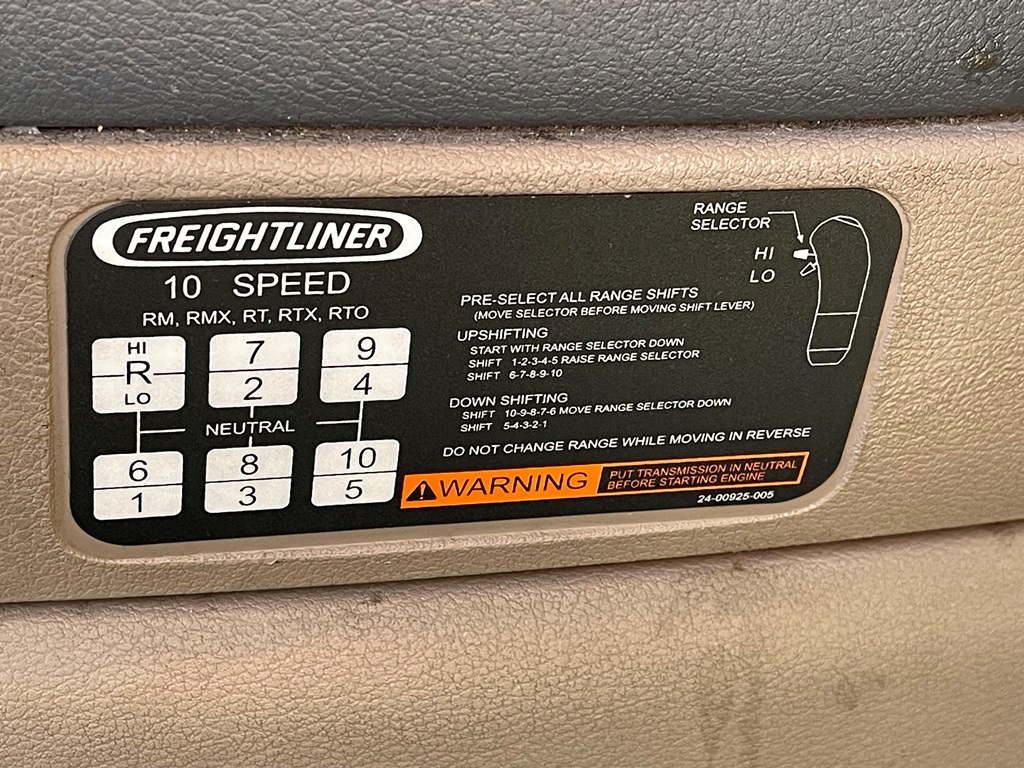 FREIGHTLINER
10 SPEED
RM, RMX, RT, RTX, RTO
HI
R
LO
7
2
9
4
NEUTRAL
6
1
8
3
10
5
RANGE
SELECTOR
HI
LO
PRE-SELECT ALL RANGE SHIFTS
(MOVE SELECTOR BEFORE MOVING SHIFT LEVER)
UPSHIFTING
START WITH RANGE SELECTOR DOWN
SHIFT 1-2-3-4-5 RAISE RANGE SELECTOR
SHIFT 6-7-8-9-10
DOWN SHIFTING
SHIFT 10-9-8-7-6 MOVE RANGE SELECTOR DOWN
SHIFT 5-4-3-2-1
DO NOT CHANGE RANGE WHILE MOVING IN REVERSE
WARNING
PUT TRANSMISSION IN NEUTRAL
BEFORE STARTING ENGINE
24-00925-005